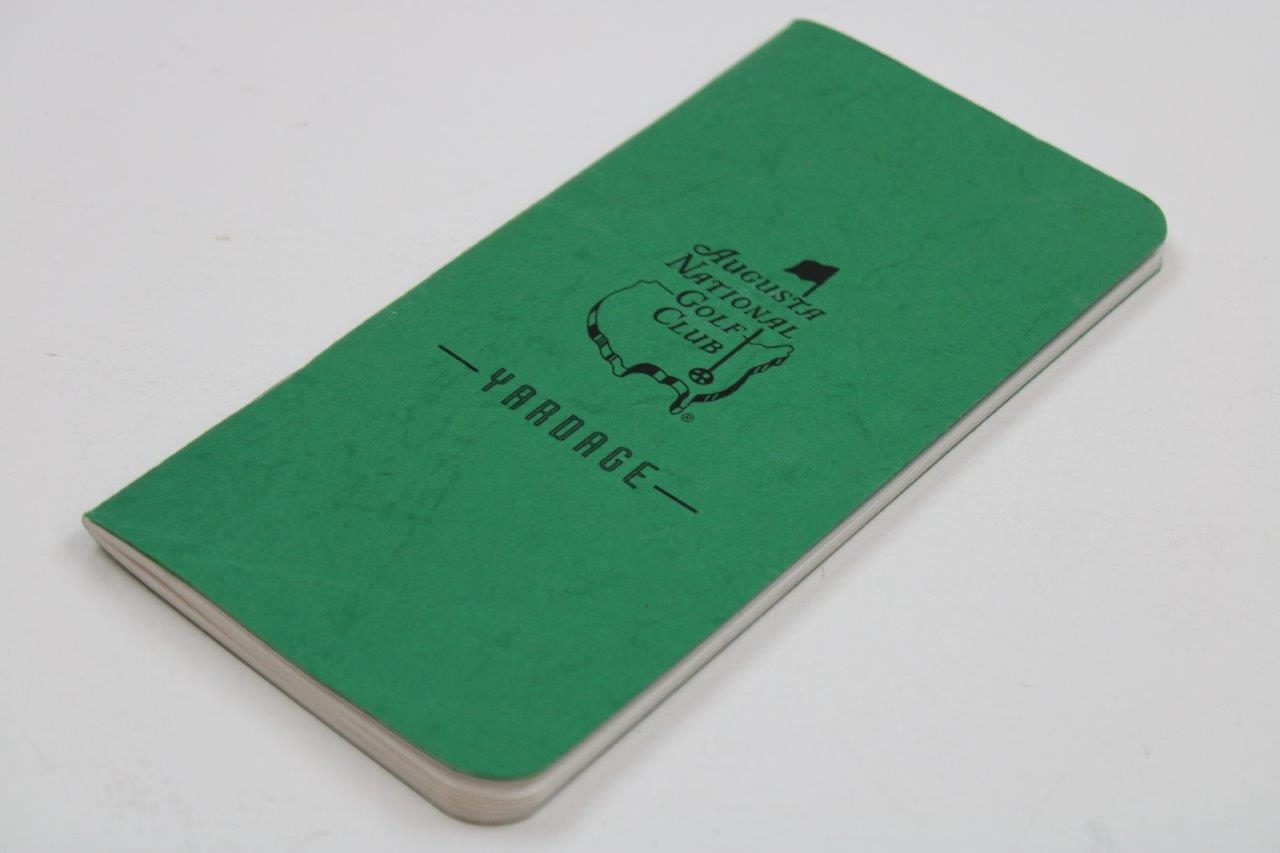 Augusta
National
Golf
Club
®
— YARDAGE —